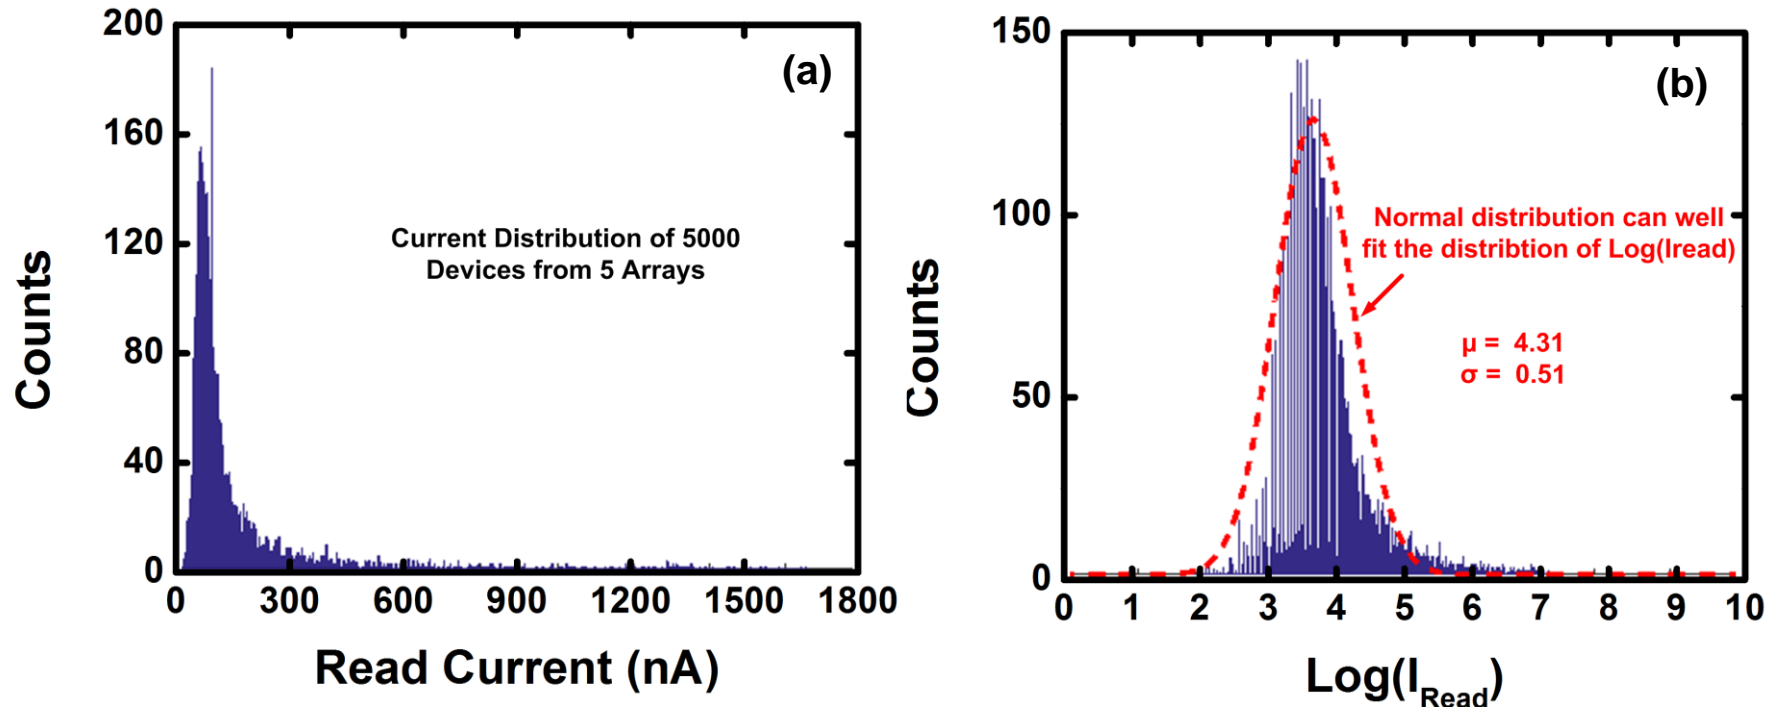 200
160
120
80
40
0
0 300 600 900 1200 1500 1800
Counts
Read Current (nA)
(a)
Current Distribution of 5000
Devices from 5 Arrays
150
100
50
0
0 1 2 3 4 5 6 7 8 9 10
Counts
Log(I_Read)
(b)
Normal distribution can well
fit the distribtion of Log(Iread)
μ = 4.31
σ = 0.51